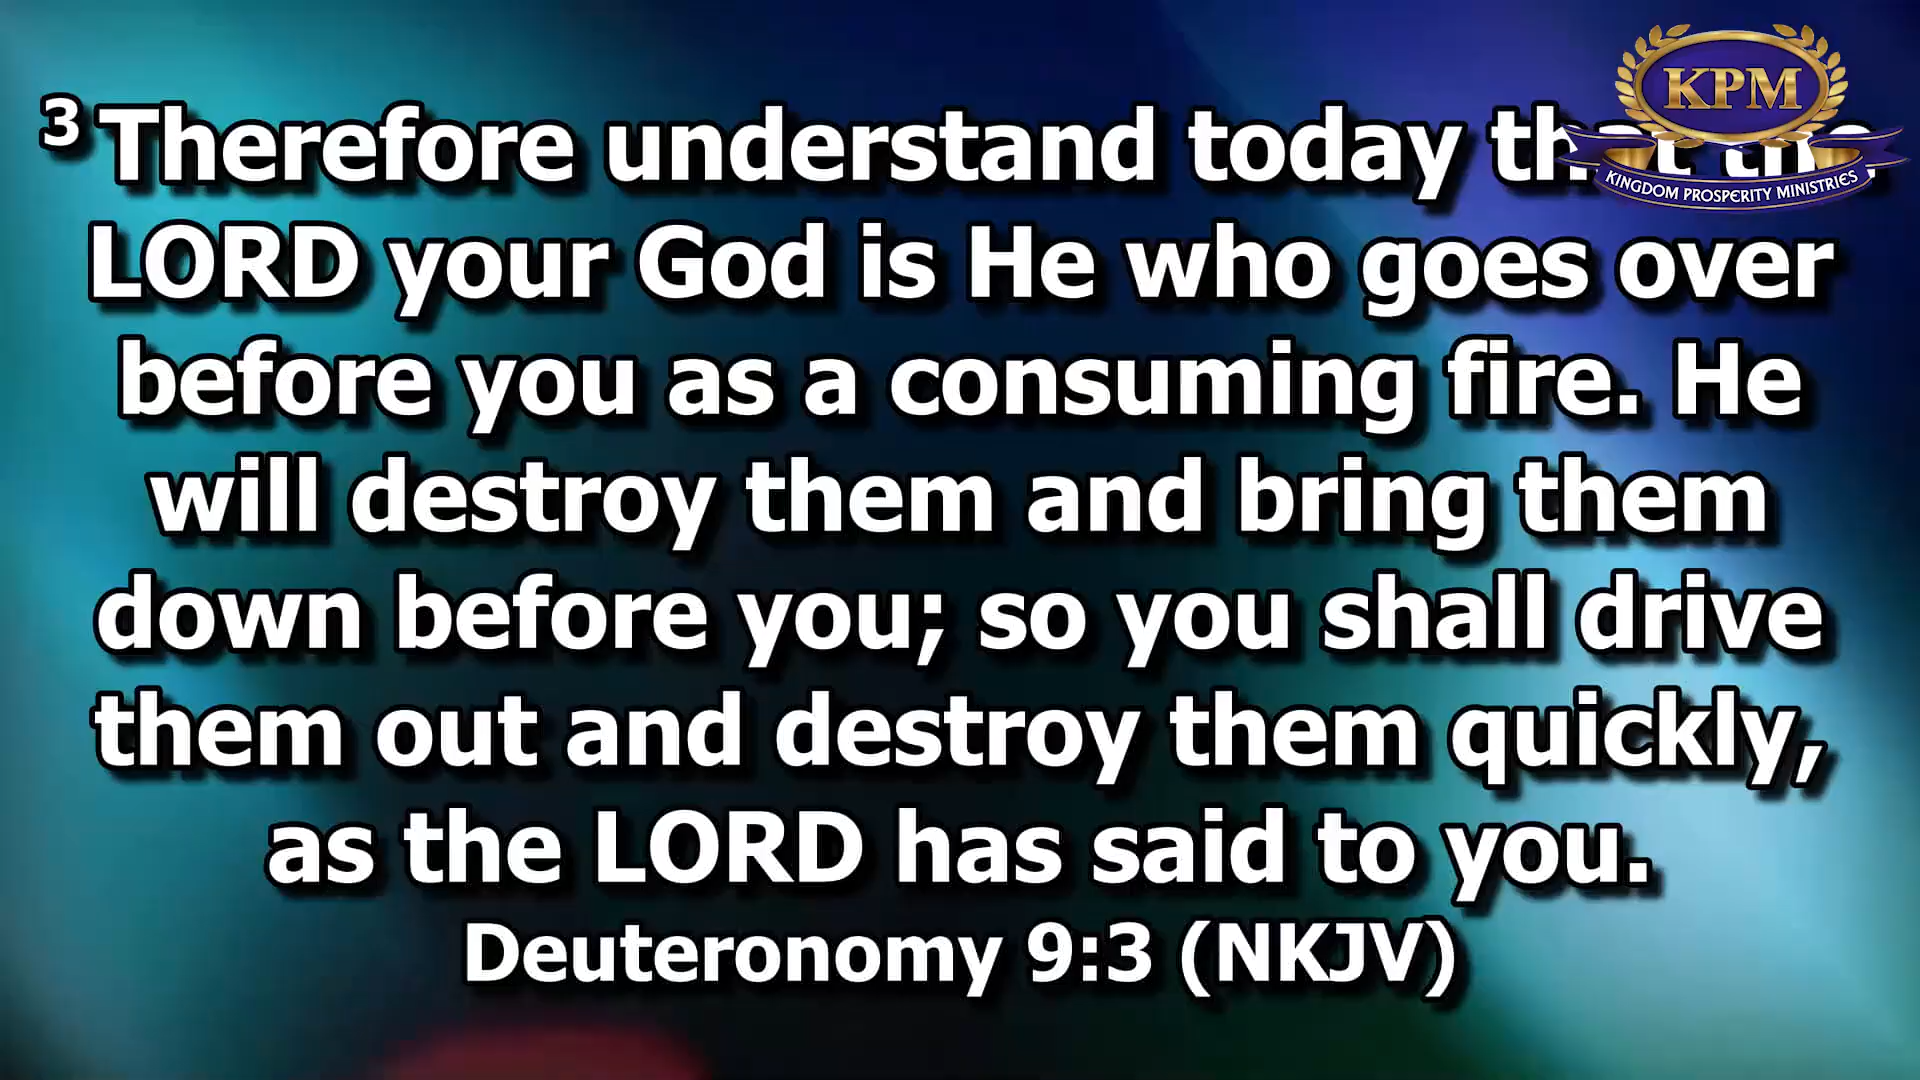 3 Therefore understand today that the
LORD your God is He who goes over
before you as a consuming fire. He
will destroy them and bring them
down before you; so you shall drive
them out and destroy them quickly,
as the LORD has said to you.
Deuteronomy 9:3 (NKJV)
KPM
KINGDOM PROSPERITY MINISTRIES